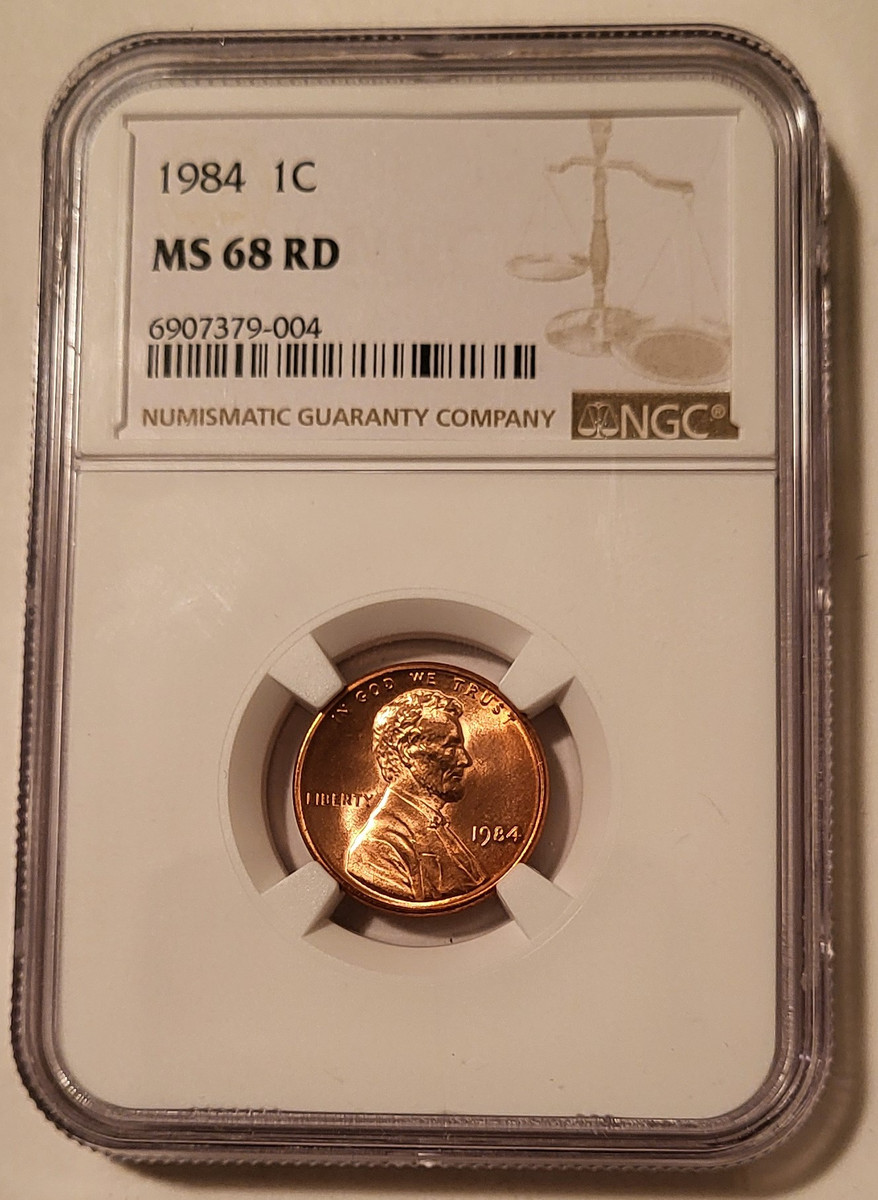 1984 1C
MS 68 RD
6907379-004
NUMISMATIC GUARANTY COMPANY
NGC®
IN GOD WE TRUST
LIBERTY
1984